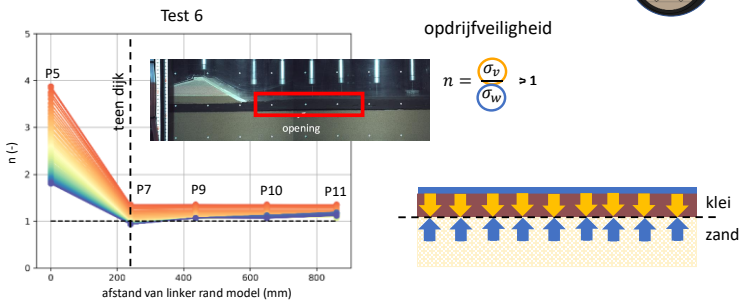 Test 6
opdrijfveiligheid
n = σv / σw > 1
5
4
3
2
1
0
n (-)
P5
teen dijk
P7
P9
P10
P11
opening
0
200
400
600
800
afstand van linker rand model (mm)
klei
zand